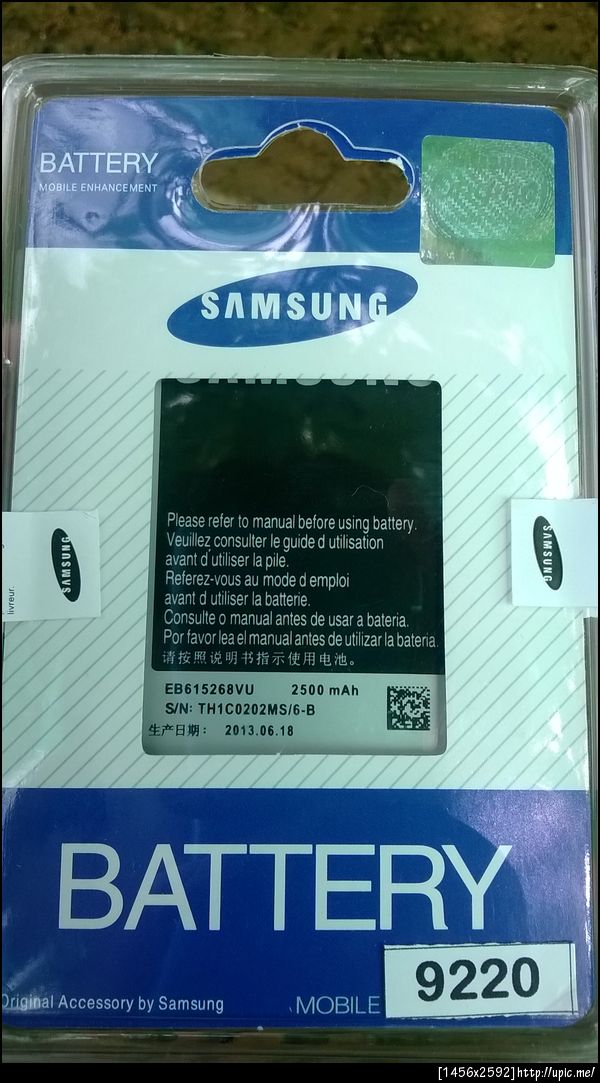 BATTERY
MOBILE ENHANCEMENT
SAMSUNG
SAMSUNG
Please refer to manual before using battery.
Veuillez consulter le guide d utilisation
avant d'utiliser la pile.
Referez-vous au mode d emploi
avant d utiliser la batterie.
Consulte o manual antes de usar a bateria.
Por favor lea el manual antes de utilizar la bateria.
请按照说明书指示使用电池。
EB615268VU 2500 mAh
S/N: TH1C0202MS/6-B
生产日期: 2013.06.18
SAMSUNG
livreur.
SAMSUNG
BATTERY
9220
Original Accessory by Samsung
MOBILE
[1456x2592]http://upic.me/